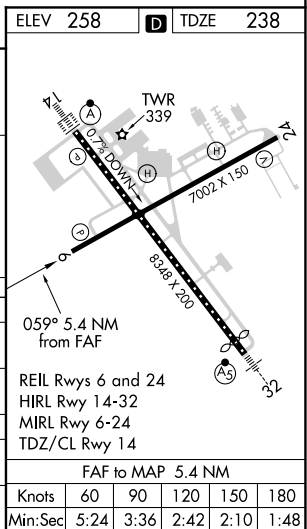 ELEV 258
D
TDZE 238
14
A
TWR
339
0.7% DOWN
P
H
H
24
V
7002 X 150
P
6
8348 X 200
059° 5.4 NM
from FAF
A5
32
REIL Rwys 6 and 24
HIRL Rwy 14-32
MIRL Rwy 6-24
TDZ/CL Rwy 14
FAF to MAP 5.4 NM
Knots 60 90 120 150 180
Min:Sec 5:24 3:36 2:42 2:10 1:48